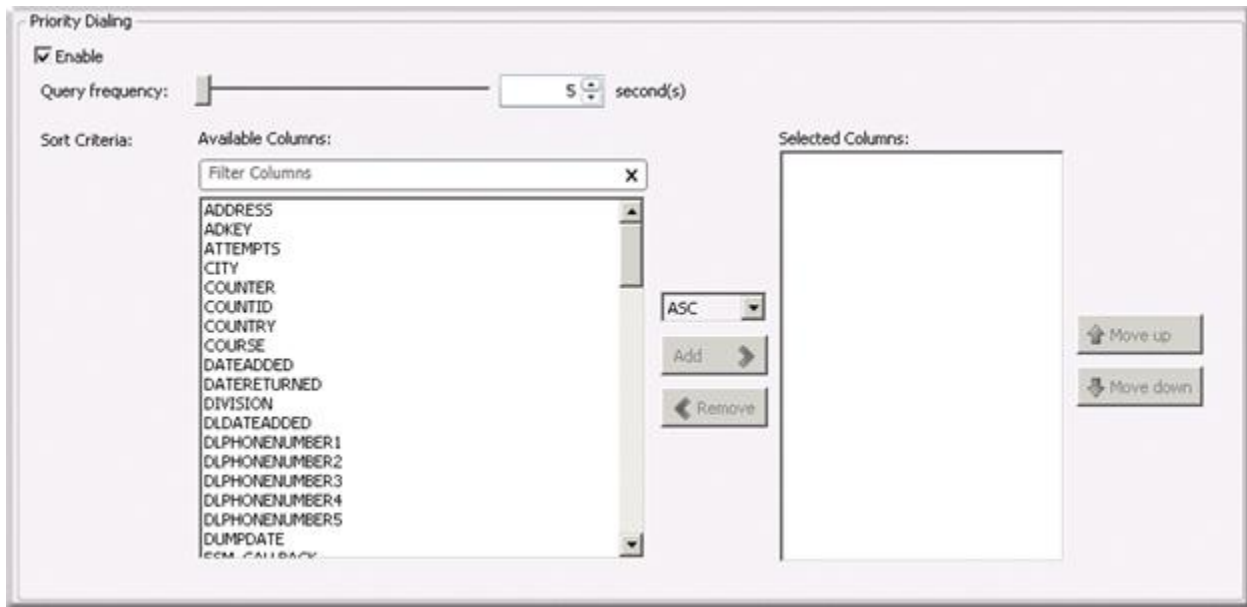 Priority Dialing
Enable
Query frequency:
5
second(s)
Sort Criteria:
Available Columns:
Selected Columns:
Filter Columns
X
ADDRESS
ADKEY
ATTEMPTS
CITY
COUNTER
COUNTID
COUNTRY
COURSE
DATEADDED
DATERETURNED
DIVISION
DLDATEADDED
DLPHONENUMBER1
DLPHONENUMBER2
DLPHONENUMBER3
DLPHONENUMBER4
DLPHONENUMBER5
DUMPDATE
ASC
Add
Remove
Move up
Move down